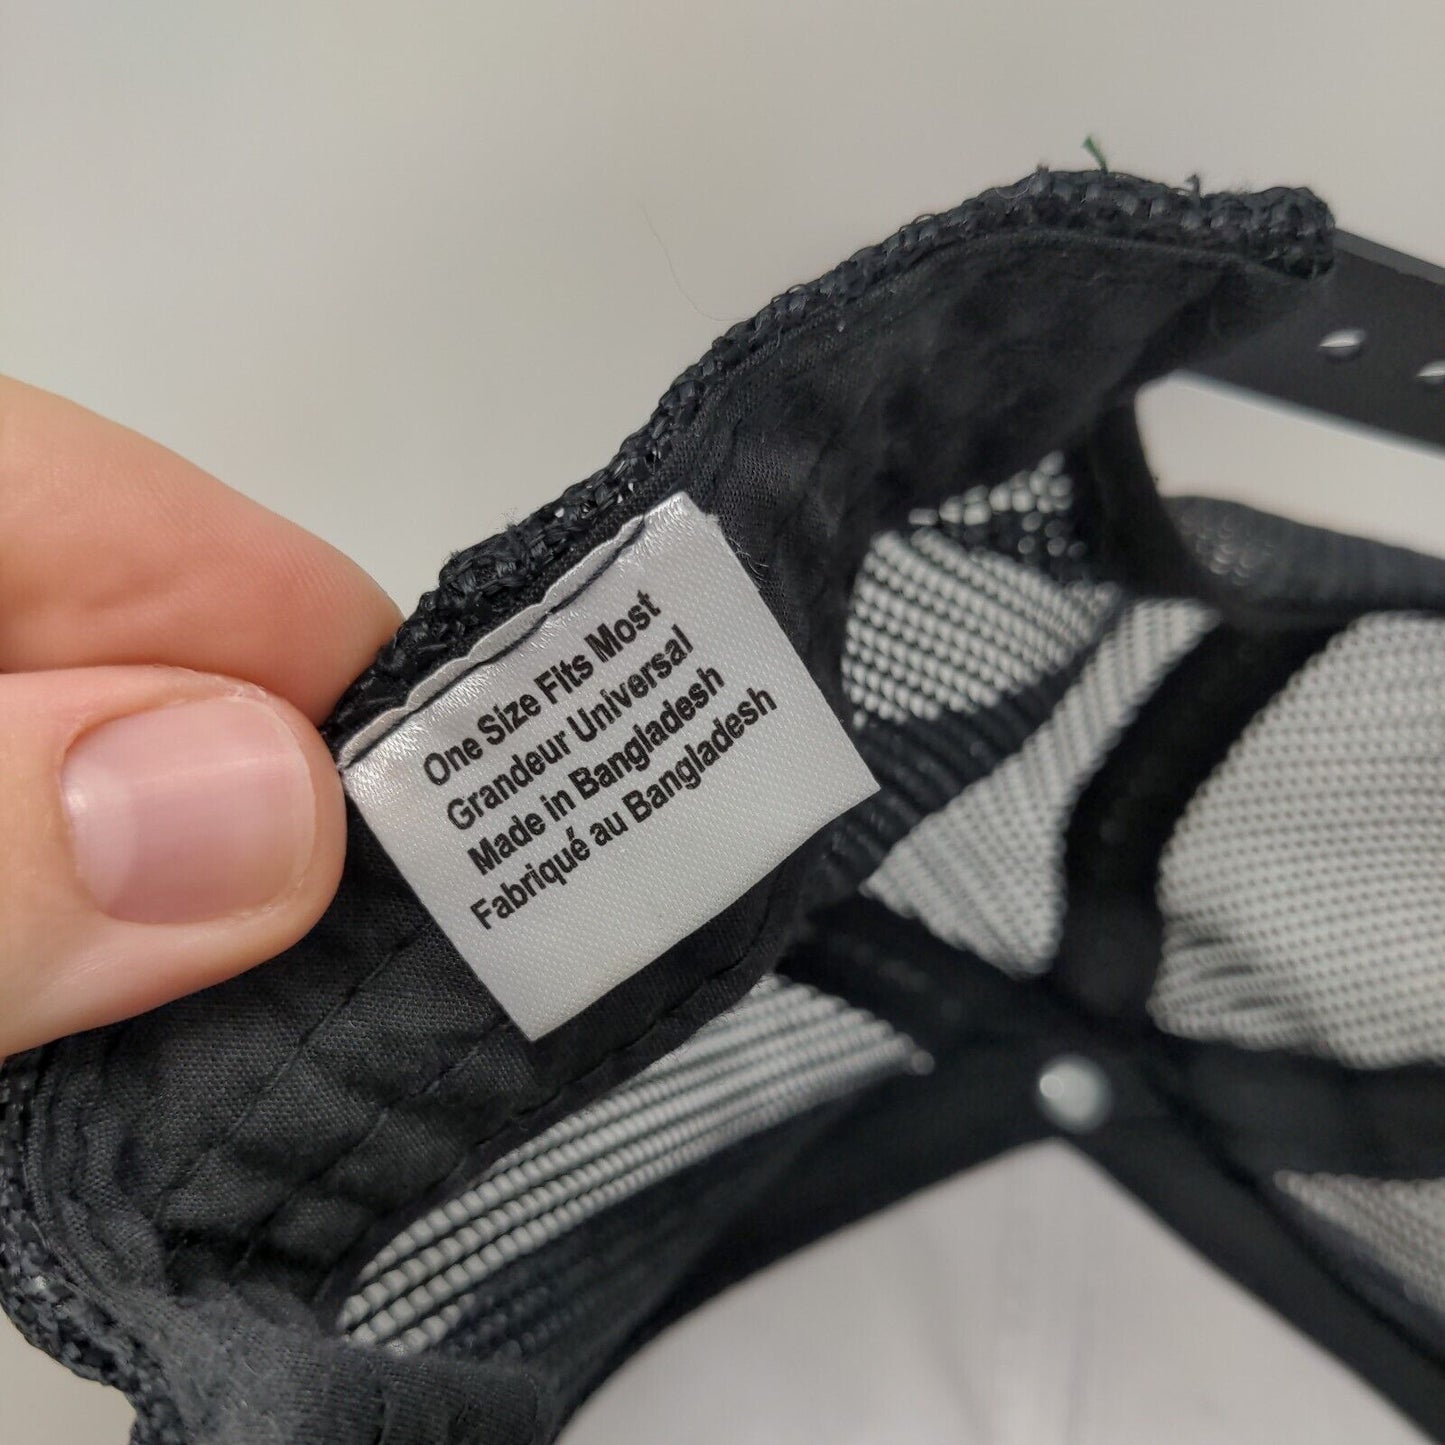 One Size Fits Most
Grandeur Universal
Made in Bangladesh
Fabriqué au Bangladesh